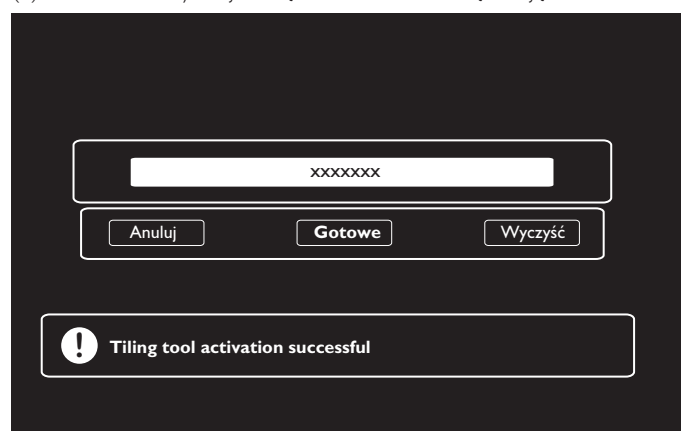 xxxxxxx
Anuluj Gotowe Wyczyść
Tiling tool activation successful